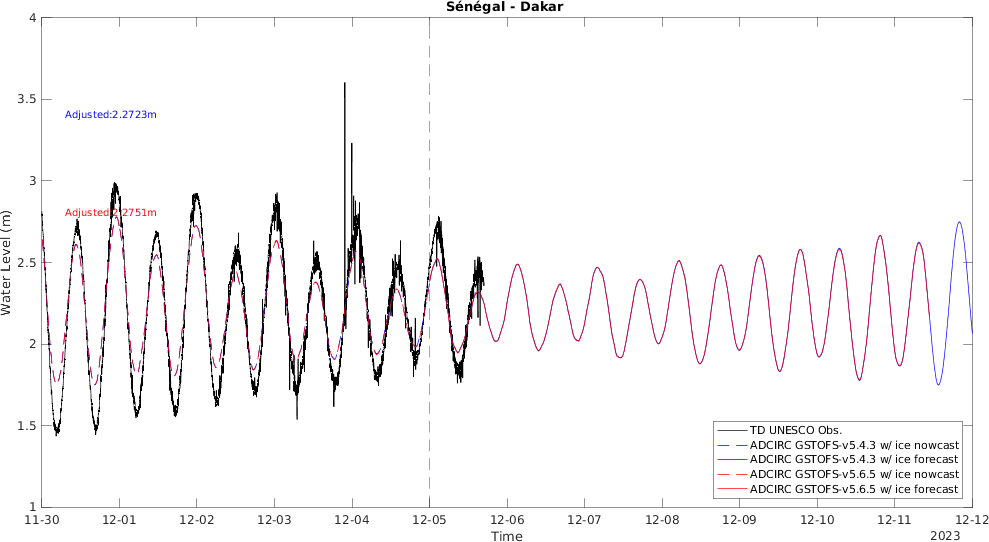 Sénégal - Dakar
Water Level (m)
4
3.5
3
2.5
2
1.5
1
Adjusted:2.2723m
Adjusted:2.2751m
TD UNESCO Obs.
ADCIRC GSTOFS-v5.4.3 w/ ice nowcast
ADCIRC GSTOFS-v5.4.3 w/ ice forecast
ADCIRC GSTOFS-v5.6.5 w/ ice nowcast
ADCIRC GSTOFS-v5.6.5 w/ ice forecast
11-30 12-01 12-02 12-03 12-04 12-05 12-06 12-07 12-08 12-09 12-10 12-11 12-12
Time
2023